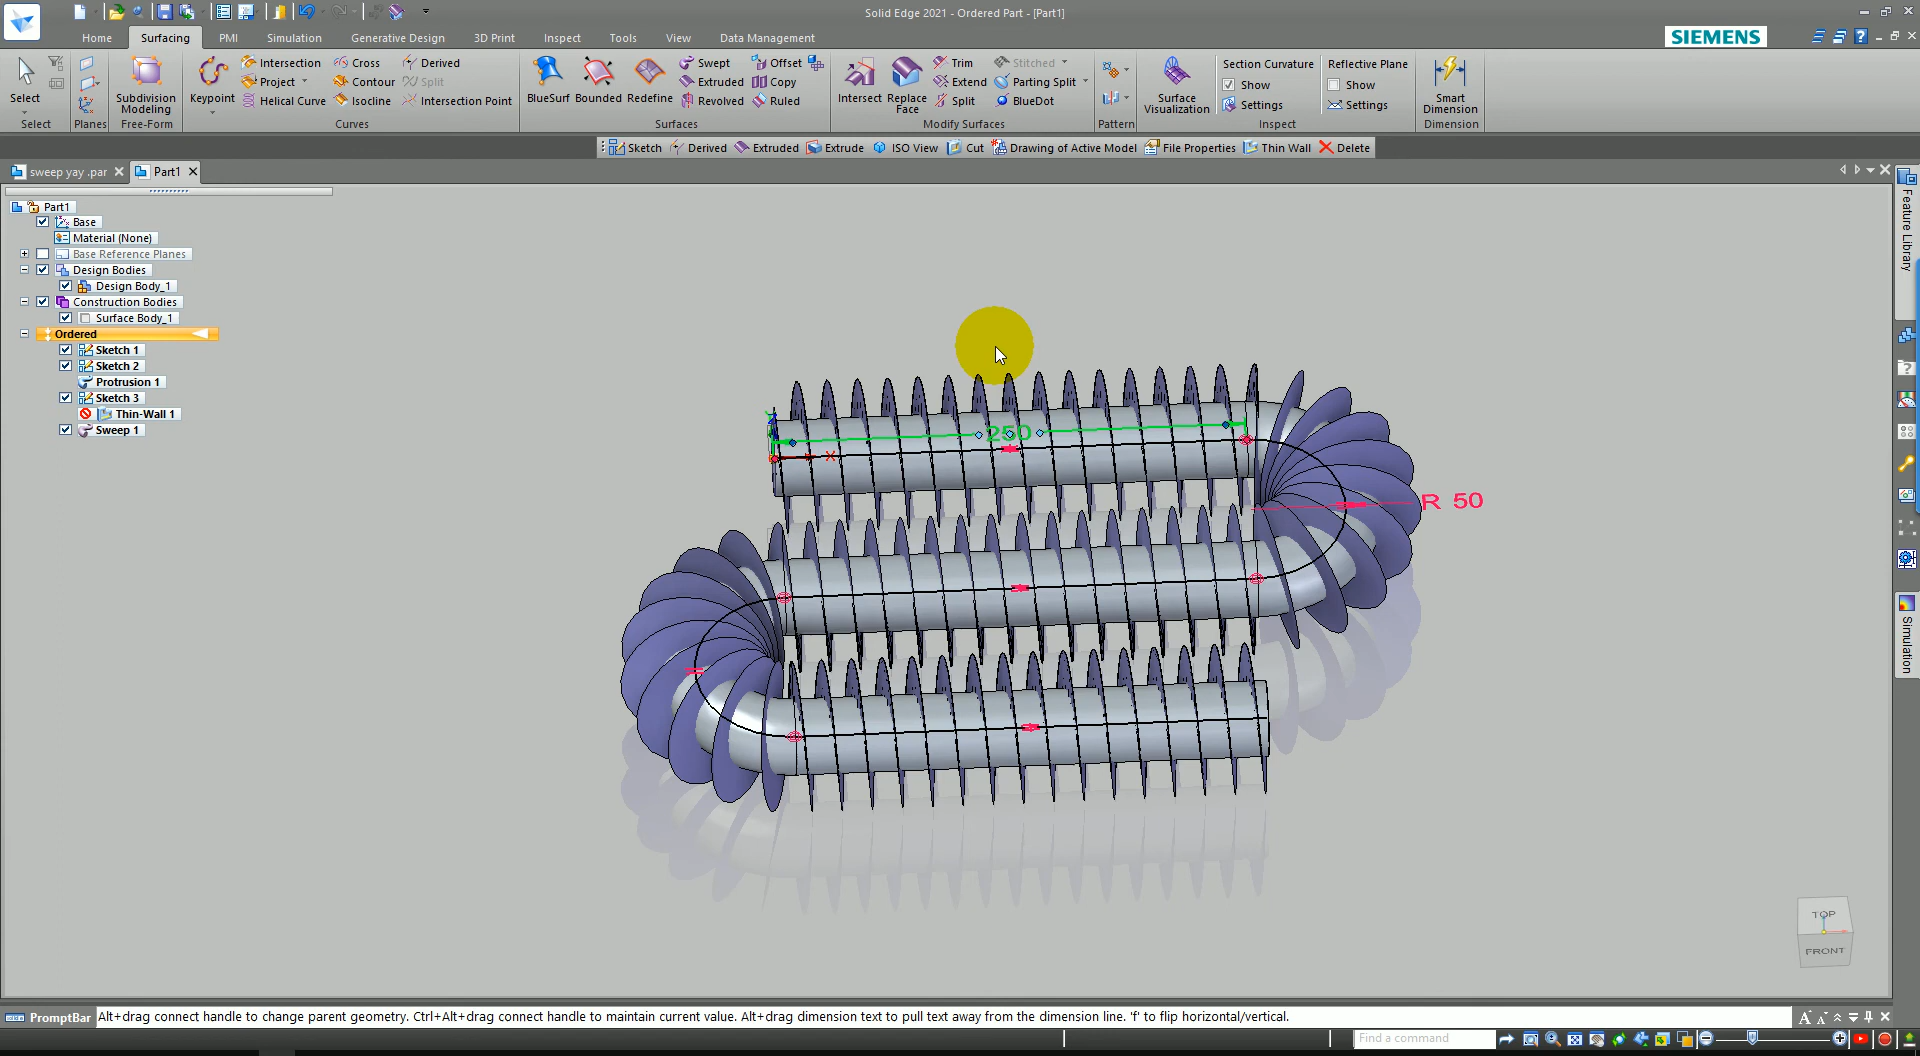 Solid Edge 2021 - Ordered Part - [Part1]
Home Surfacing PMI Simulation Generative Design 3D Print Inspect Tools View Data Management
SIEMENS
Select
Select
Planes
Subdivision Modeling
Free-Form
Keypoint
Intersection
Project
Helical Curve
Cross
Contour
Isocline
Derived
Split
Intersection Point
Curves
BlueSurf
Bounded
Redefine
Swept
Extruded
Revolved
Offset
Copy
Ruled
Surfaces
Intersect
Replace Face
Trim
Extend
Split
Stitched
Parting Split
BlueDot
Modify Surfaces
Pattern
Surface Visualization
Section Curvature
Show
Settings
Inspect
Reflective Plane
Show
Settings
Smart Dimension
Dimension
Sketch Derived Extruded Extrude ISO View Cut Drawing of Active Model File Properties Thin Wall Delete
sweep yay .par
Part1
Part1
Base
Material (None)
Base Reference Planes
Design Bodies
Design Body_1
Construction Bodies
Surface Body_1
Ordered
Sketch 1
Sketch 2
Protrusion 1
Sketch 3
Thin-Wall 1
Sweep 1
250
X
R 50
TOP
FRONT
Feature Library
Simulation
PromptBar
Alt+drag connect handle to change parent geometry. Ctrl+Alt+drag connect handle to maintain current value. Alt+drag dimension text to pull text away from the dimension line. 'f' to flip horizontal/vertical.
Find a command